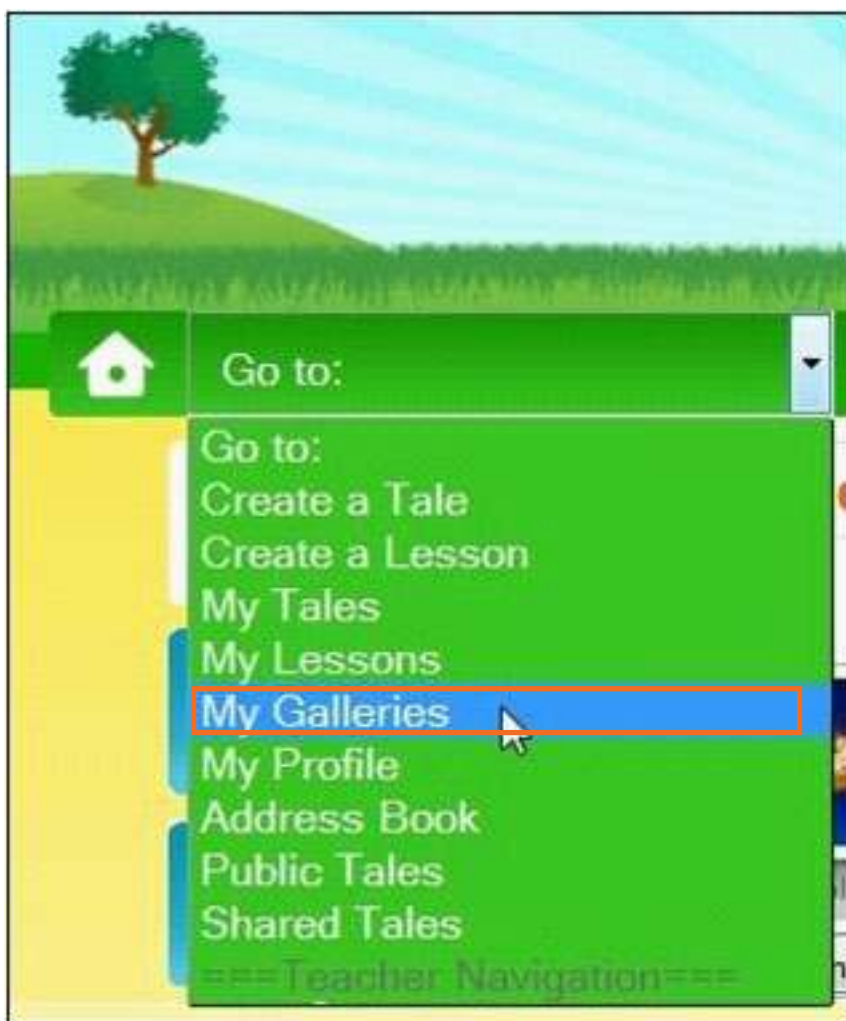 Go to:
Go to:
Create a Tale
Create a Lesson
My Tales
My Lessons
My Galleries
My Profile
Address Book
Public Tales
Shared Tales
===Teacher Navigation===